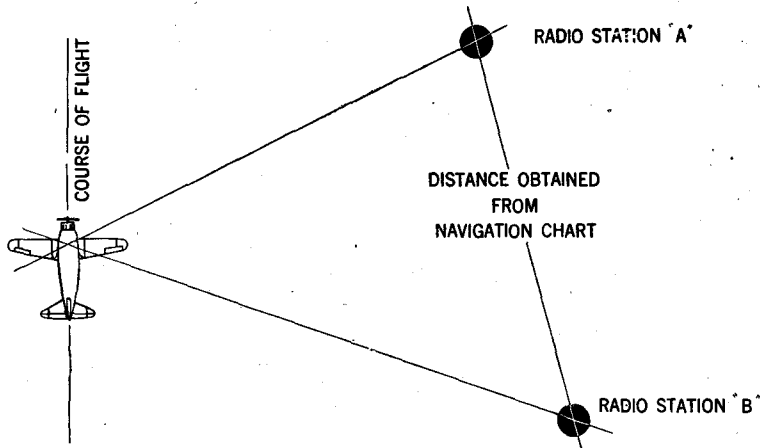 RADIO STATION "A"
COURSE OF FLIGHT
DISTANCE OBTAINED
FROM
NAVIGATION CHART
RADIO STATION "B"